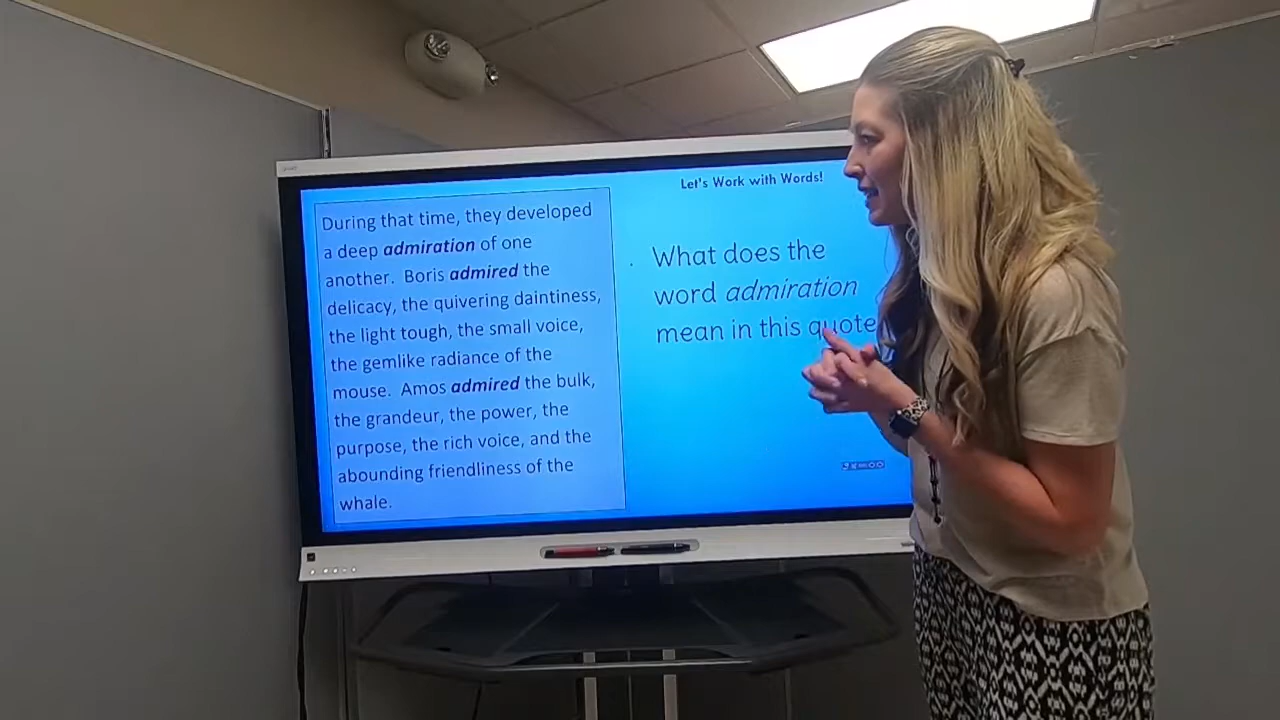 Let's Work with Words!
During that time, they developed
a deep admiration of one
another. Boris admired the
delicacy, the quivering daintiness,
the light tough, the small voice,
the gemlike radiance of the
mouse. Amos admired the bulk,
the grandeur, the power, the
purpose, the rich voice, and the
abounding friendliness of the
whale.
What does the
word admiration
mean in this quote